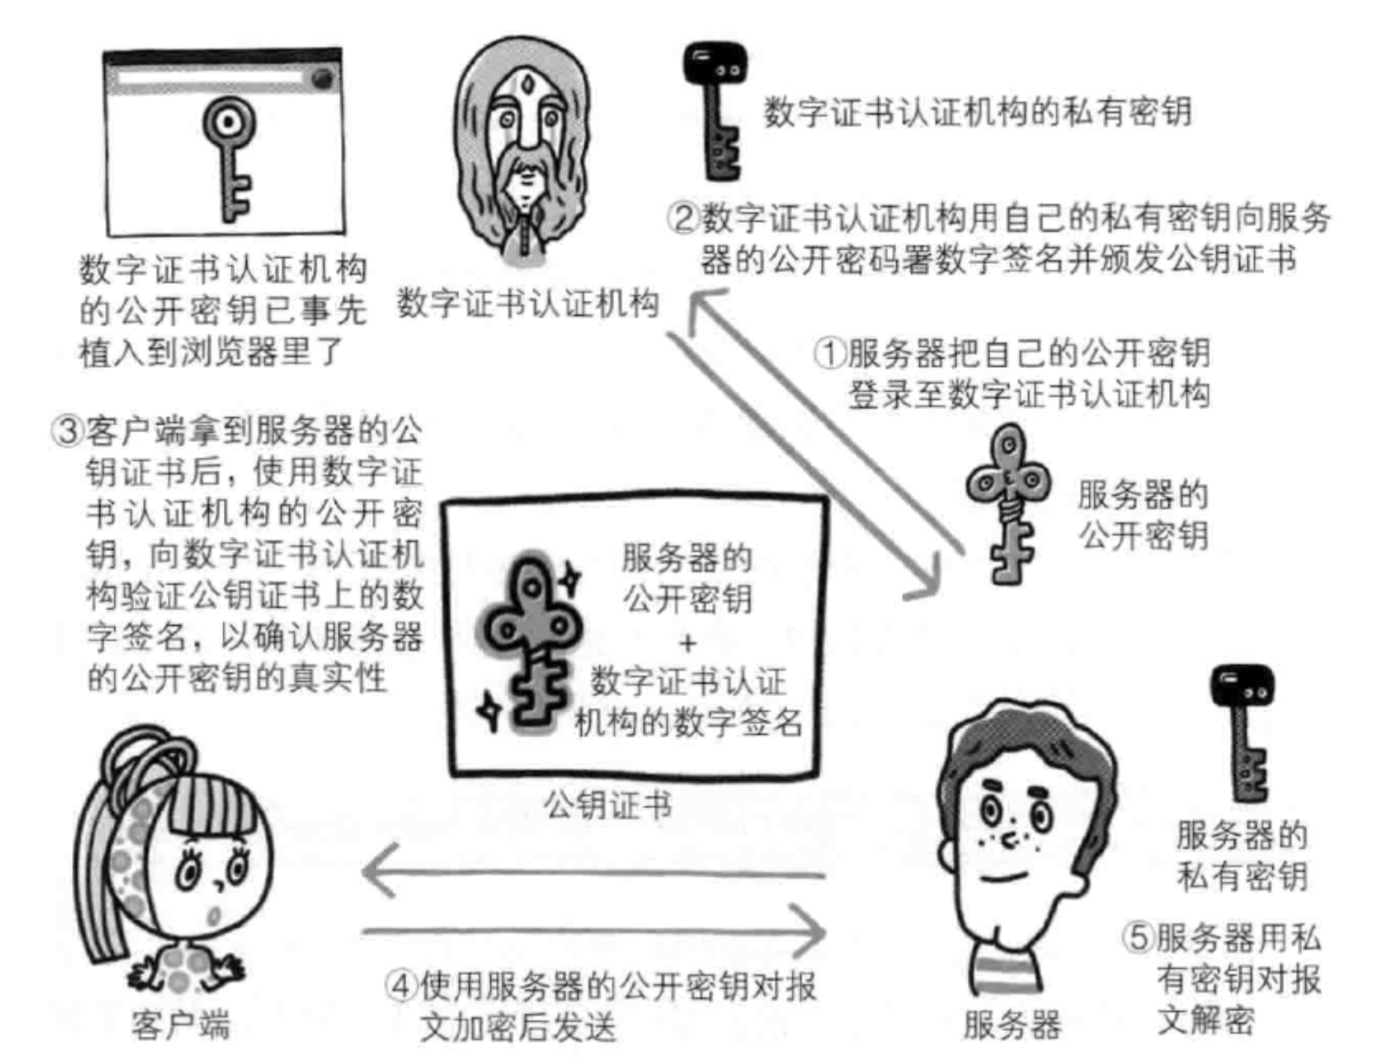 数字证书认证机构
的公开密钥已事先
植入到浏览器里了
数字证书认证机构
数字证书认证机构的私有密钥
②数字证书认证机构用自己的私有密钥向服务
器的公开密码署数字签名并颁发公钥证书
①服务器把自己的公开密钥
登录至数字证书认证机构
服务器的
公开密钥
③客户端拿到服务器的公
钥证书后，使用数字证
书认证机构的公开密
钥，向数字证书认证机
构验证公钥证书上的数
字签名，以确认服务器
的公开密钥的真实性
服务器的
公开密钥
+
数字证书认证
机构的数字签名
公钥证书
服务器的
私有密钥
④使用服务器的公开密钥对报
文加密后发送
⑤服务器用私
有密钥对报
文解密
客户端
服务器